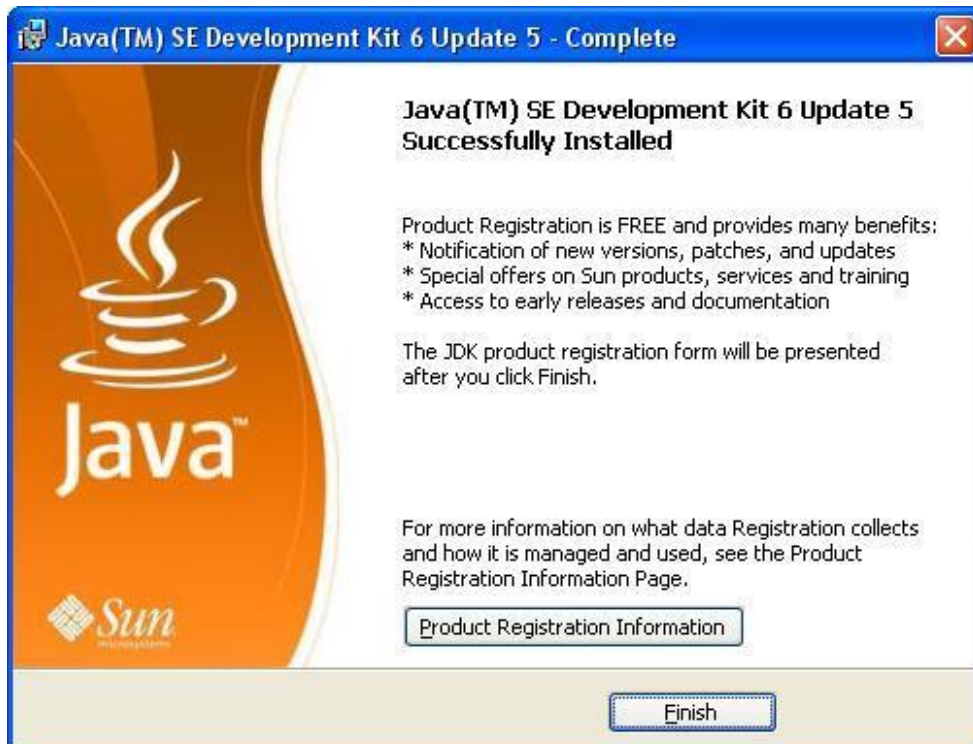 Java(TM) SE Development Kit 6 Update 5 - Complete
Java(TM) SE Development Kit 6 Update 5
Successfully Installed
Product Registration is FREE and provides many benefits:
* Notification of new versions, patches, and updates
* Special offers on Sun products, services and training
* Access to early releases and documentation
The JDK product registration form will be presented
after you click Finish.
Java™
For more information on what data Registration collects
and how it is managed and used, see the Product
Registration Information Page.
Sun
microsystems
Product Registration Information
Finish